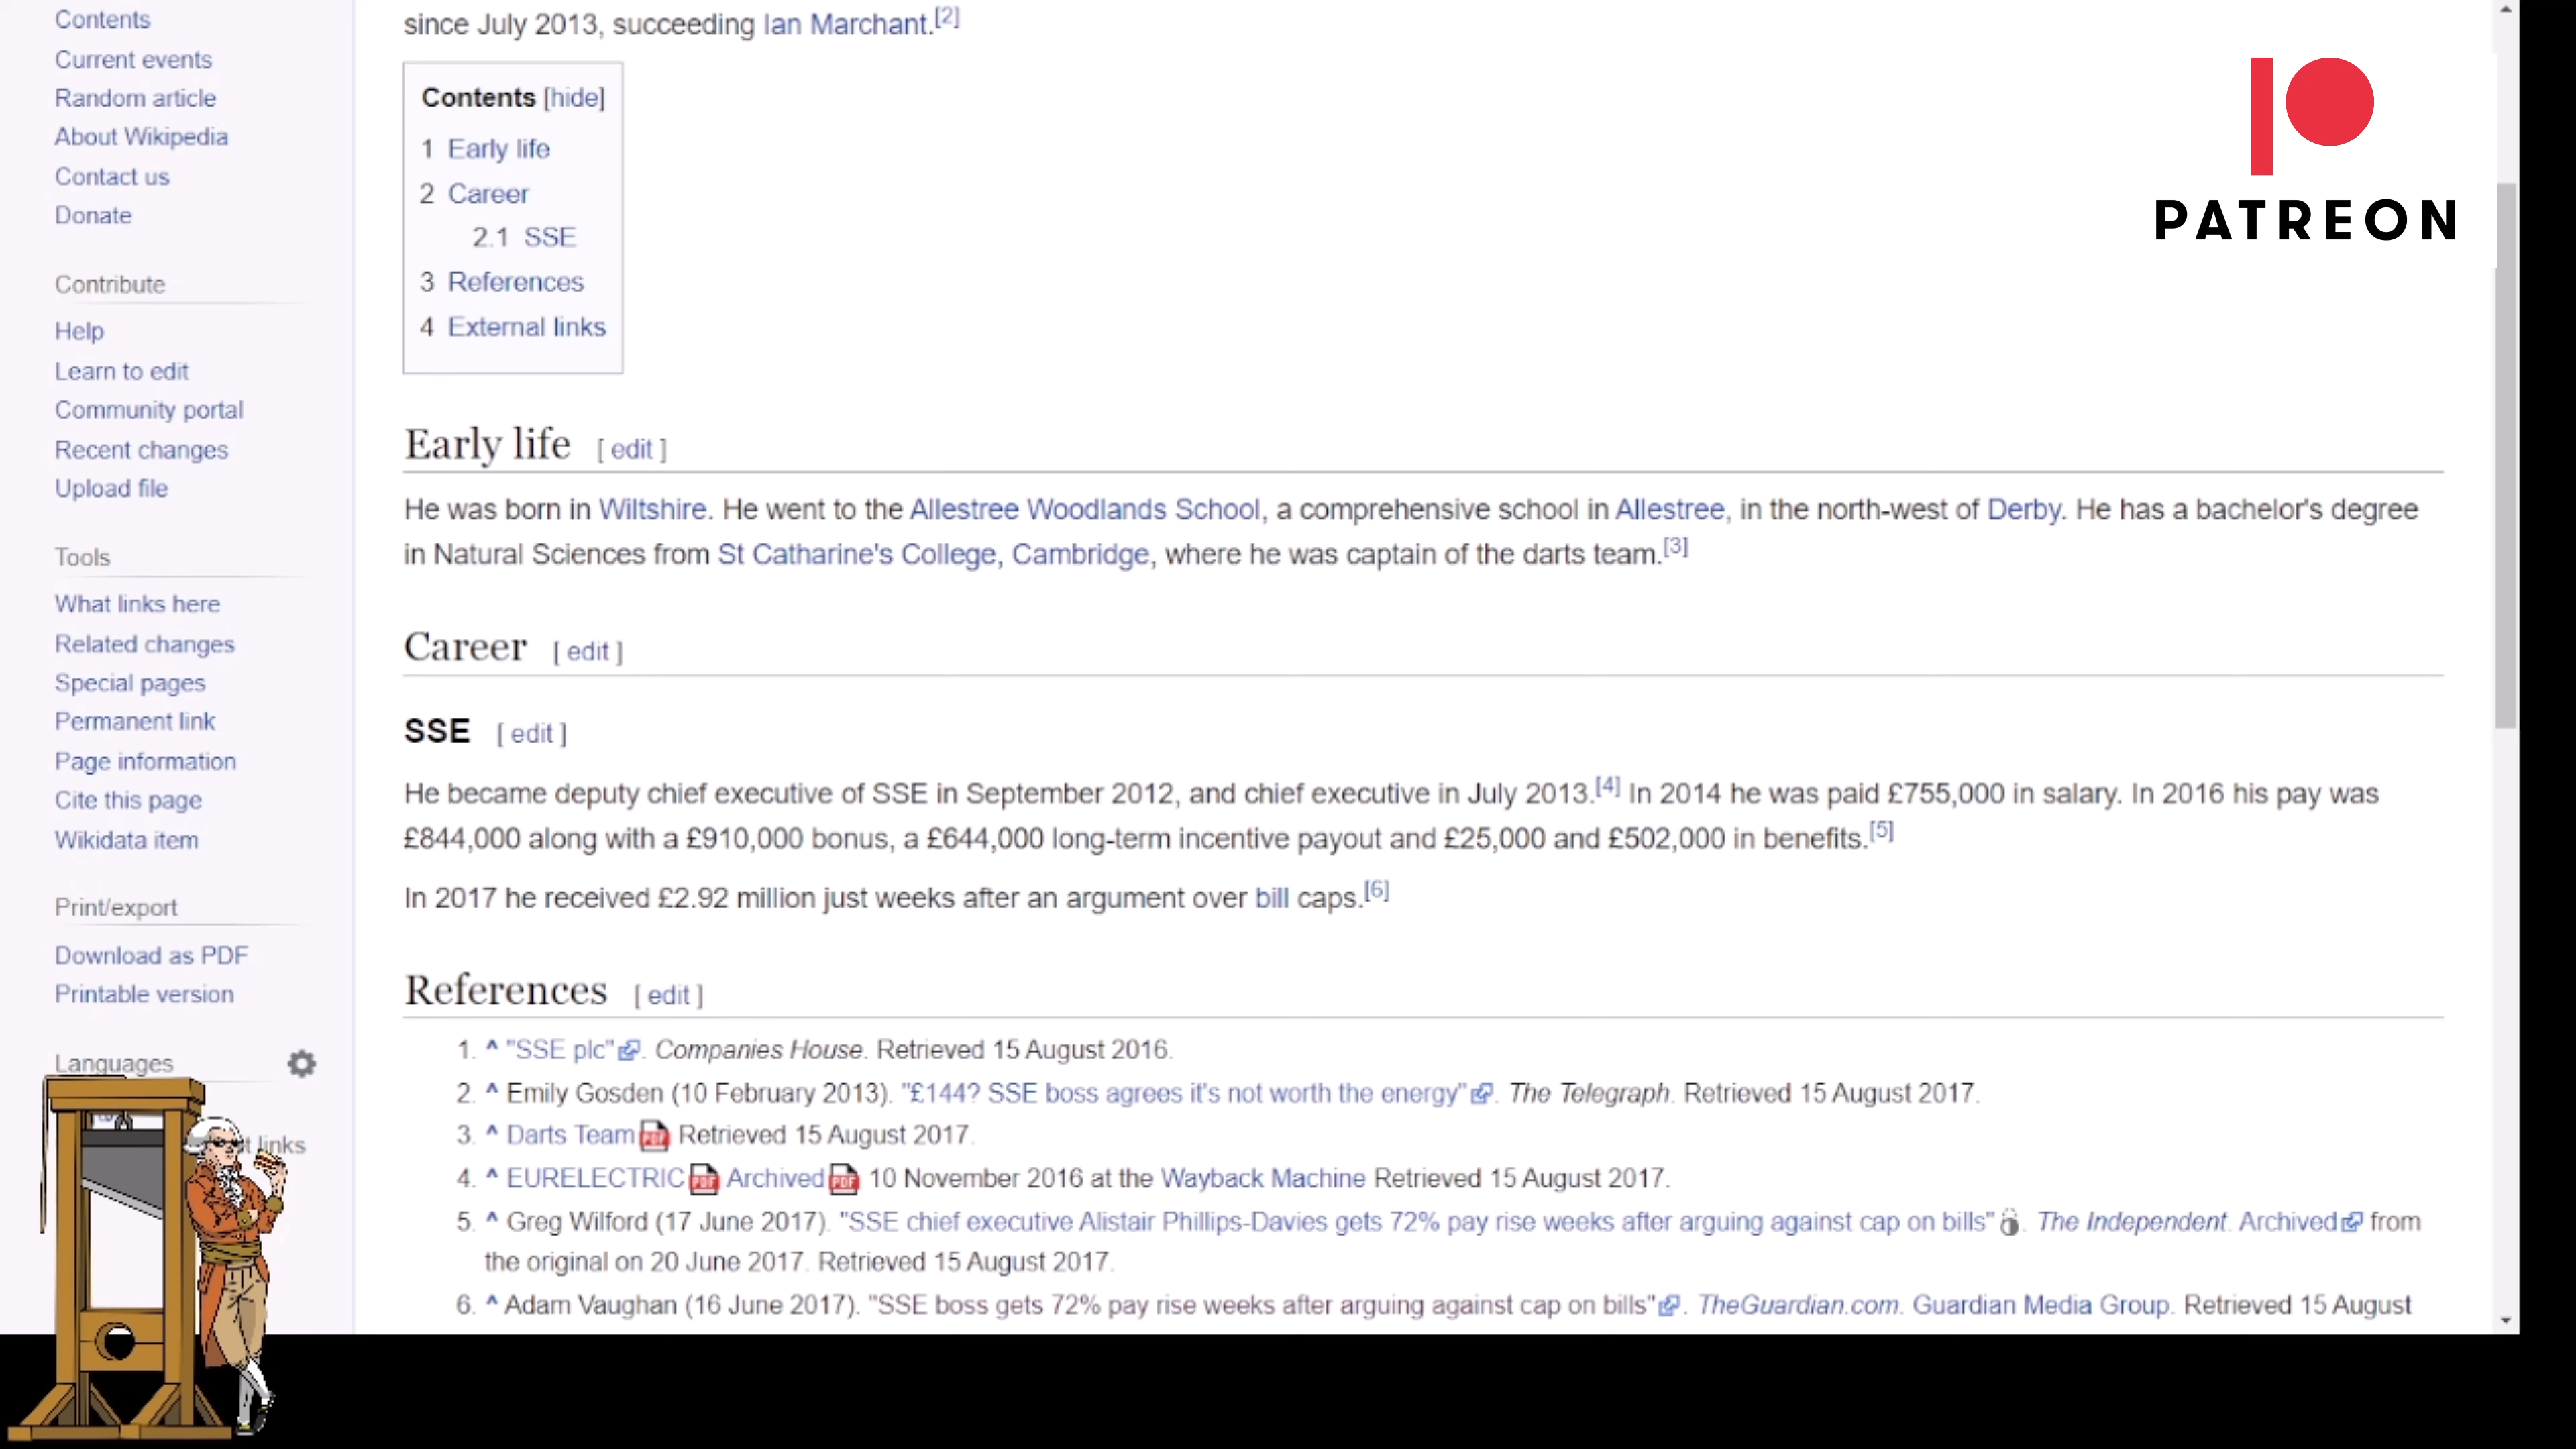 Contents
Current events
Random article
About Wikipedia
Contact us
Donate
Contribute
Help
Learn to edit
Community portal
Recent changes
Upload file
Tools
What links here
Related changes
Special pages
Permanent link
Page information
Cite this page
Wikidata item
Print/export
Download as PDF
Printable version
Languages
links
since July 2013, succeeding Ian Marchant.[2]
Contents [hide]
1 Early life
2 Career
2.1 SSE
3 References
4 External links
Early life [ edit ]
He was born in Wiltshire. He went to the Allestree Woodlands School, a comprehensive school in Allestree, in the north-west of Derby. He has a bachelor's degree
in Natural Sciences from St Catharine's College, Cambridge, where he was captain of the darts team.[3]
Career [ edit ]
SSE [ edit ]
He became deputy chief executive of SSE in September 2012, and chief executive in July 2013.[4] In 2014 he was paid £755,000 in salary. In 2016 his pay was
£844,000 along with a £910,000 bonus, a £644,000 long-term incentive payout and £25,000 and £502,000 in benefits.[5]
In 2017 he received £2.92 million just weeks after an argument over bill caps.[6]
References [ edit ]
1. ^ "SSE plc". Companies House. Retrieved 15 August 2016.
2. ^ Emily Gosden (10 February 2013). "£144? SSE boss agrees it's not worth the energy". The Telegraph. Retrieved 15 August 2017.
3. ^ Darts Team PDF Retrieved 15 August 2017.
4. ^ EURELECTRIC PDF Archived PDF 10 November 2016 at the Wayback Machine Retrieved 15 August 2017.
5. ^ Greg Wilford (17 June 2017). "SSE chief executive Alistair Phillips-Davies gets 72% pay rise weeks after arguing against cap on bills". The Independent. Archived from
the original on 20 June 2017. Retrieved 15 August 2017.
6. ^ Adam Vaughan (16 June 2017). "SSE boss gets 72% pay rise weeks after arguing against cap on bills". TheGuardian.com. Guardian Media Group. Retrieved 15 August
PATREON